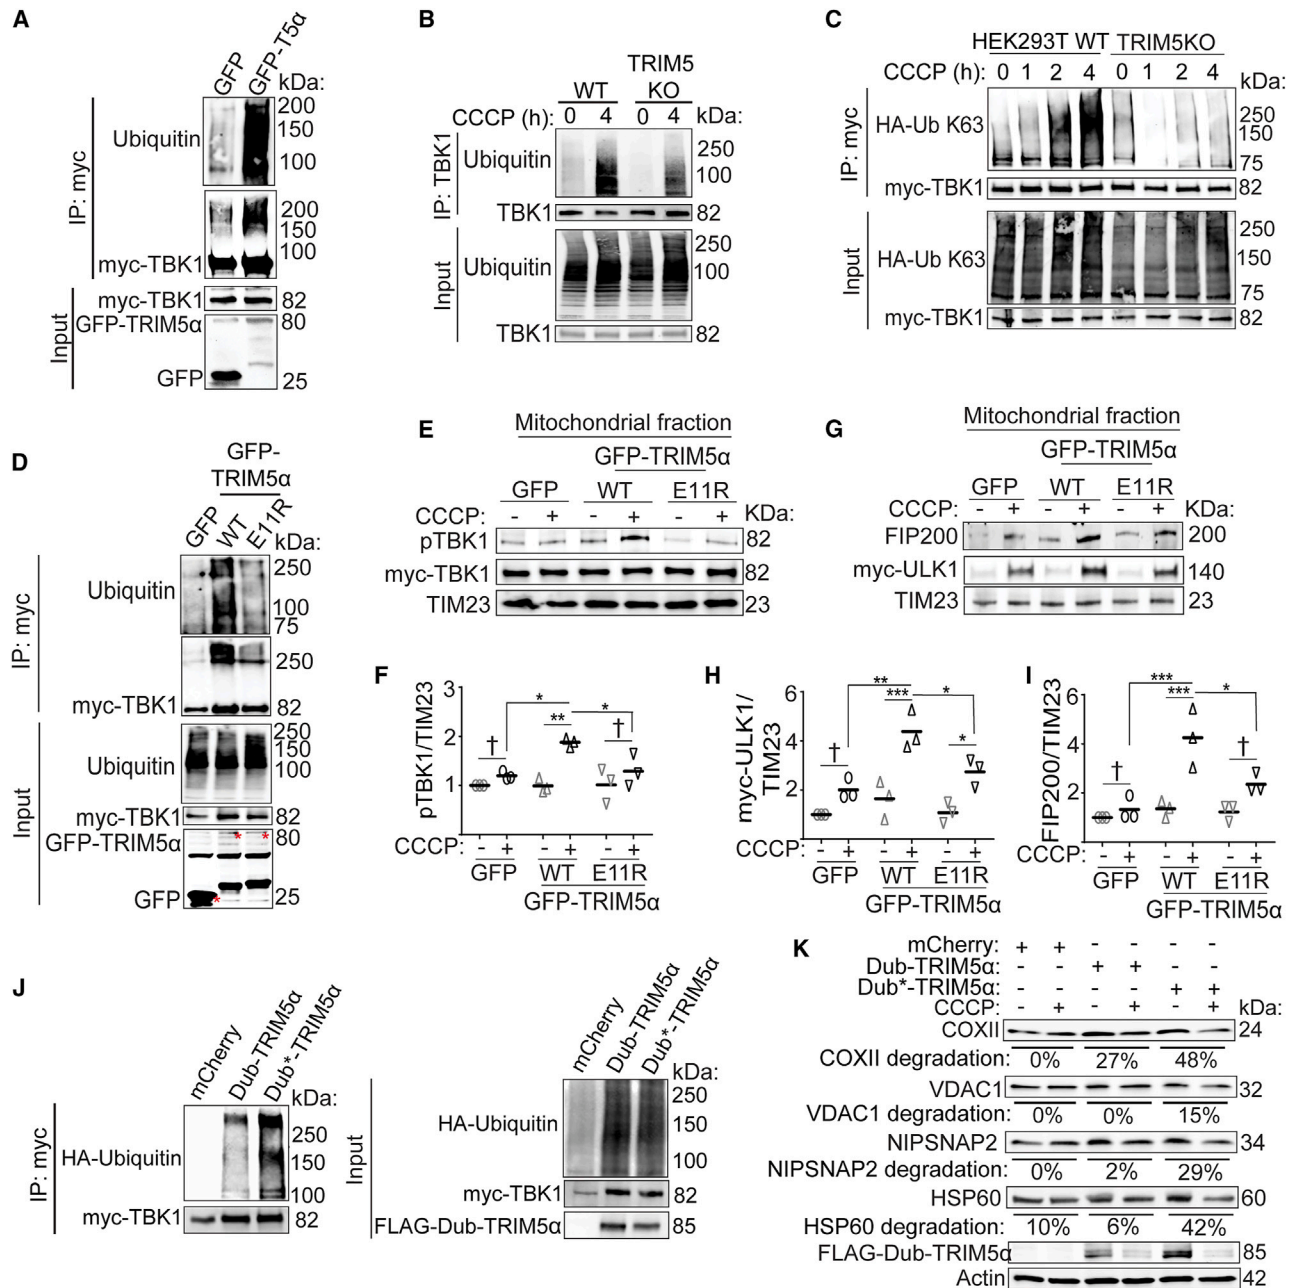 A
GFP
GFP-T5α
kDa:
IP: myc
Ubiquitin
200
150
100
200
150
100
myc-TBK1
Input
myc-TBK1
82
GFP-TRIM5α
80
GFP
25
B
TRIM5
WT
KO
CCCP (h): 0 4 0 4 kDa:
IP: TBK1
Ubiquitin
250
100
TBK1
82
Input
Ubiquitin
250
100
TBK1
82
C
HEK293T WT TRIM5KO
CCCP (h): 0 1 2 4 0 1 2 4 kDa:
IP: myc
HA-Ub K63
250
150
75
myc-TBK1
82
Input
HA-Ub K63
250
150
75
myc-TBK1
82
D
GFP-
TRIM5α
GFP
WT
E11R
kDa:
IP: myc
Ubiquitin
250
100
75
250
myc-TBK1
82
Input
Ubiquitin
250
150
100
myc-TBK1
82
GFP-TRIM5α
* *
80
GFP
*
25
E
Mitochondrial fraction
GFP-TRIM5α
GFP WT E11R
CCCP: - + - + - + KDa:
pTBK1 82
myc-TBK1 82
TIM23 23
F
pTBK1/TIM23
3
2
1
* ** * † †
CCCP: - + - + - +
GFP WT E11R
GFP-TRIM5α
G
Mitochondrial fraction
GFP-TRIM5α
GFP WT E11R
CCCP: - + - + - + KDa:
FIP200 200
myc-ULK1 140
TIM23 23
H
myc-ULK1/
TIM23
6
4
2
** *** * † *
CCCP: - + - + - +
GFP WT E11R
GFP-TRIM5α
I
FIP200/TIM23
6
4
2
*** *** * † †
CCCP: - + - + - +
GFP WT E11R
GFP-TRIM5α
J
mCherry
Dub-TRIM5α
Dub*-TRIM5α
kDa:
IP: myc
HA-Ubiquitin
250
150
100
myc-TBK1
82
mCherry
Dub-TRIM5α
Dub*-TRIM5α
kDa:
Input
HA-Ubiquitin
250
150
100
myc-TBK1
82
FLAG-Dub-TRIM5α
85
K
mCherry: + + - - - -
Dub-TRIM5α: - - + + - -
Dub*-TRIM5α: - - - - + +
CCCP: - + - + - + kDa:
COXII 24
COXII degradation: 0% 27% 48%
VDAC1 32
VDAC1 degradation: 0% 0% 15%
NIPSNAP2 34
NIPSNAP2 degradation: 0% 2% 29%
HSP60 60
HSP60 degradation: 10% 6% 42%
FLAG-Dub-TRIM5α 85
Actin 42